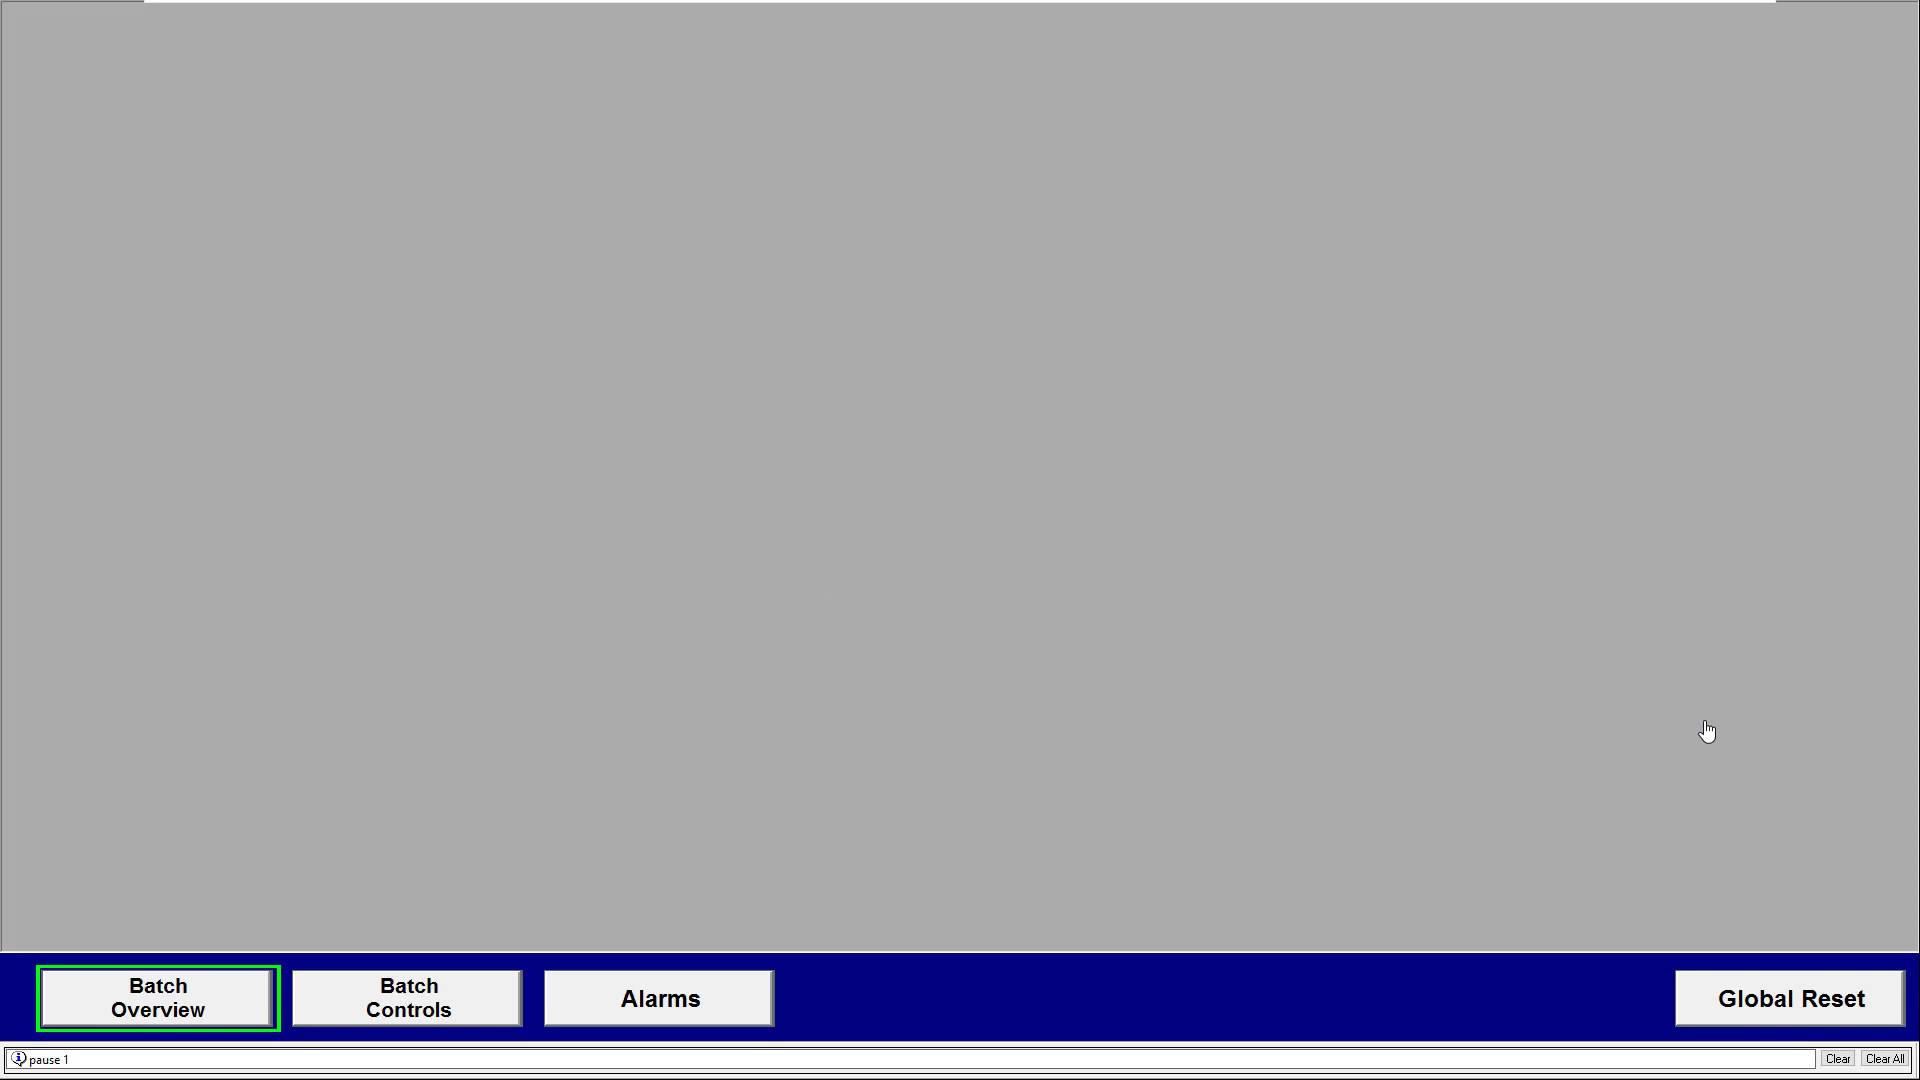 Batch
Overview
Batch
Controls
Alarms
Global Reset
pause 1
Clear
Clear All